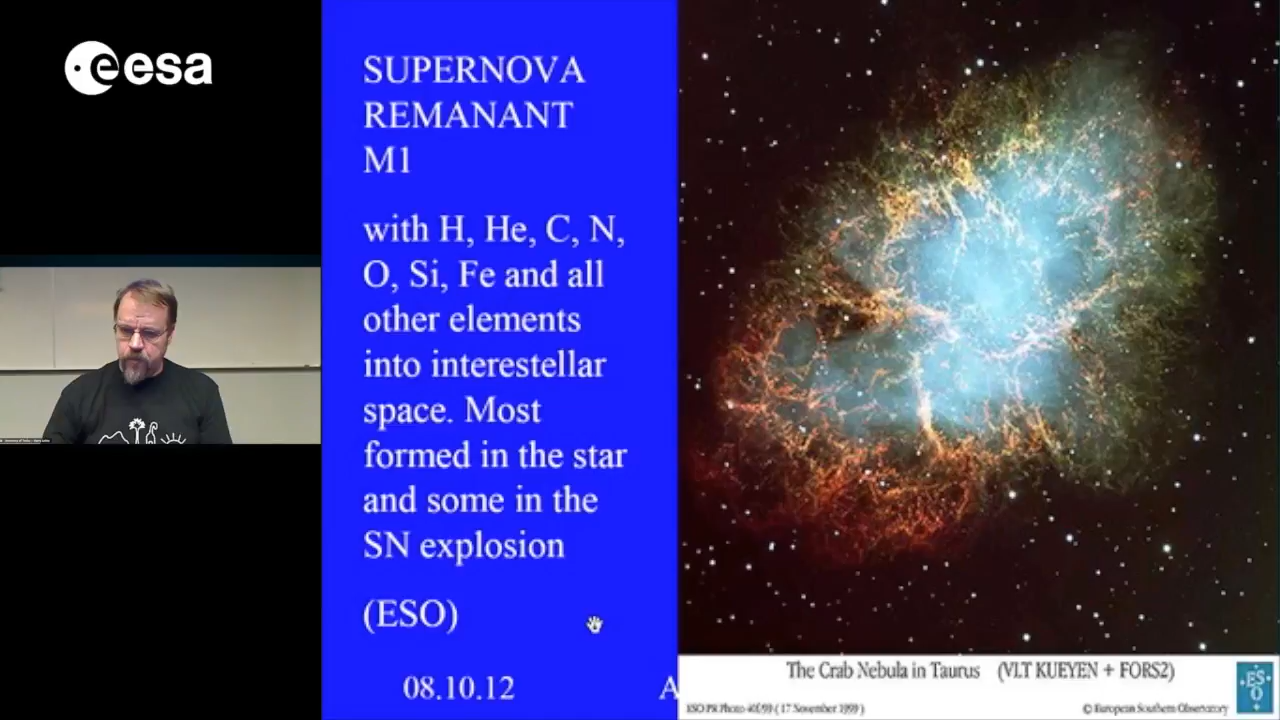 esa
SUPERNOVA
REMANANT
M1
with H, He, C, N,
O, Si, Fe and all
other elements
into interestellar
space. Most
formed in the star
and some in the
SN explosion
(ESO)
08.10.12
A
The Crab Nebula in Taurus (VLT KUEYEN + FORS2)
ESO PR Photo 40f/99 ( 17 November 1999 )
© European Southern Observatory
ES
O